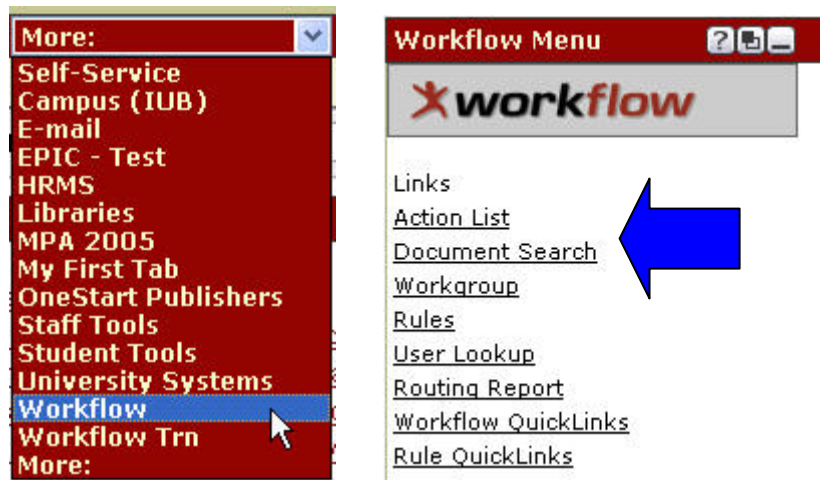 More:
Self-Service
Campus (IUB)
E-mail
EPIC - Test
HRMS
Libraries
MPA 2005
My First Tab
OneStart Publishers
Staff Tools
Student Tools
University Systems
Workflow
Workflow Trn
More:
Workflow Menu ?
workflow
Links
Action List
Document Search
Workgroup
Rules
User Lookup
Routing Report
Workflow QuickLinks
Rule QuickLinks